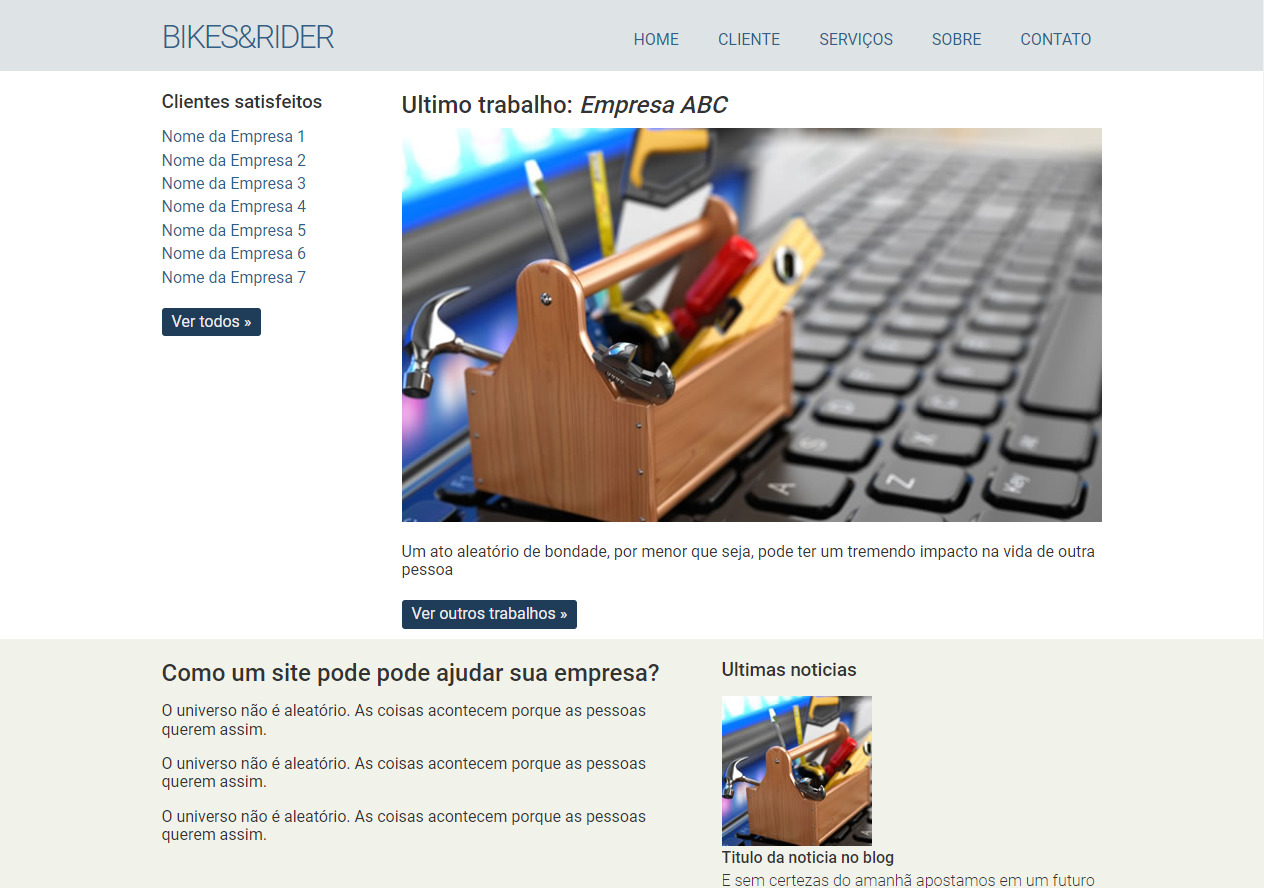 BIKES&RIDER
HOME CLIENTE SERVIÇOS SOBRE CONTATO
Clientes satisfeitos
Nome da Empresa 1
Nome da Empresa 2
Nome da Empresa 3
Nome da Empresa 4
Nome da Empresa 5
Nome da Empresa 6
Nome da Empresa 7
Ver todos »
Ultimo trabalho: Empresa ABC
S
X
A
Z
Key
Um ato aleatório de bondade, por menor que seja, pode ter um tremendo impacto na vida de outra
pessoa
Ver outros trabalhos »
Como um site pode pode ajudar sua empresa?
O universo não é aleatório. As coisas acontecem porque as pessoas
querem assim.
O universo não é aleatório. As coisas acontecem porque as pessoas
querem assim.
O universo não é aleatório. As coisas acontecem porque as pessoas
querem assim.
Ultimas noticias
Titulo da noticia no blog
E sem certezas do amanhã apostamos em um futuro